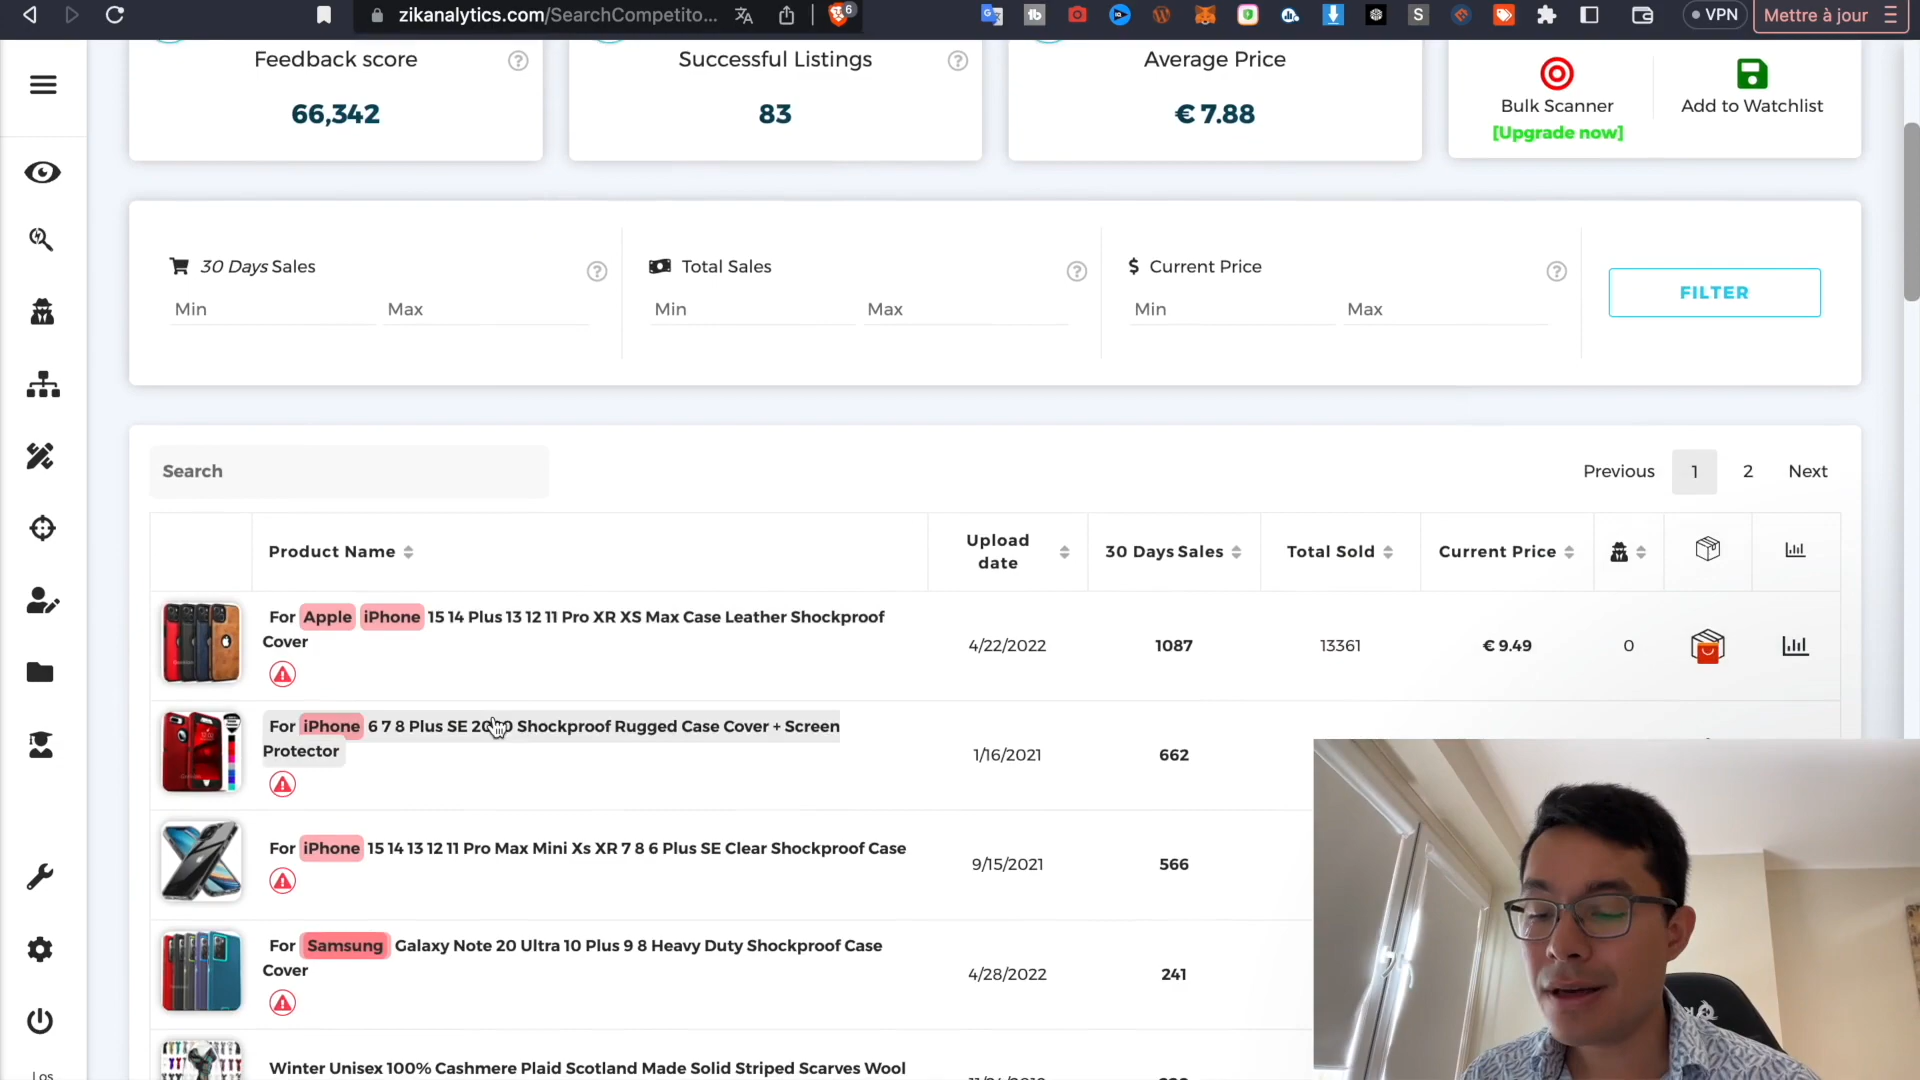 zikanalytics.com/SearchCompetito...
6
VPN
Mettre à jour
Feedback score
66,342
Successful Listings
83
Average Price
€ 7.88
Bulk Scanner
[Upgrade now]
Add to Watchlist
30 Days Sales
Min
Max
Total Sales
Min
Max
$ Current Price
Min
Max
FILTER
Search
Previous
1
2
Next
Product Name
Upload date
30 Days Sales
Total Sold
Current Price
For Apple iPhone 15 14 Plus 13 12 11 Pro XR XS Max Case Leather Shockproof
Cover
4/22/2022
1087
13361
€ 9.49
0
For iPhone 6 7 8 Plus SE Shockproof Rugged Case Cover + Screen
Protector
1/16/2021
662
For iPhone 15 14 13 12 11 Pro Max Mini Xs XR 7 8 6 Plus SE Clear Shockproof Case
9/15/2021
566
For Samsung Galaxy Note 20 Ultra 10 Plus 9 8 Heavy Duty Shockproof Case
Cover
4/28/2022
241
Winter Unisex 100% Cashmere Plaid Scotland Made Solid Striped Scarves Wool